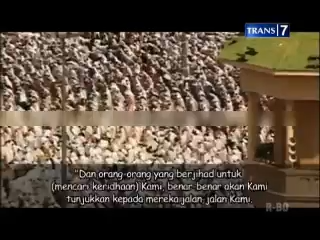 TRANS 7
"Dan orang-orang yang berjihad untuk
(mencari keridhaan) Kami, benar-benar akan Kami
tunjukkan kepada mereka jalan-jalan Kami.
R-BO